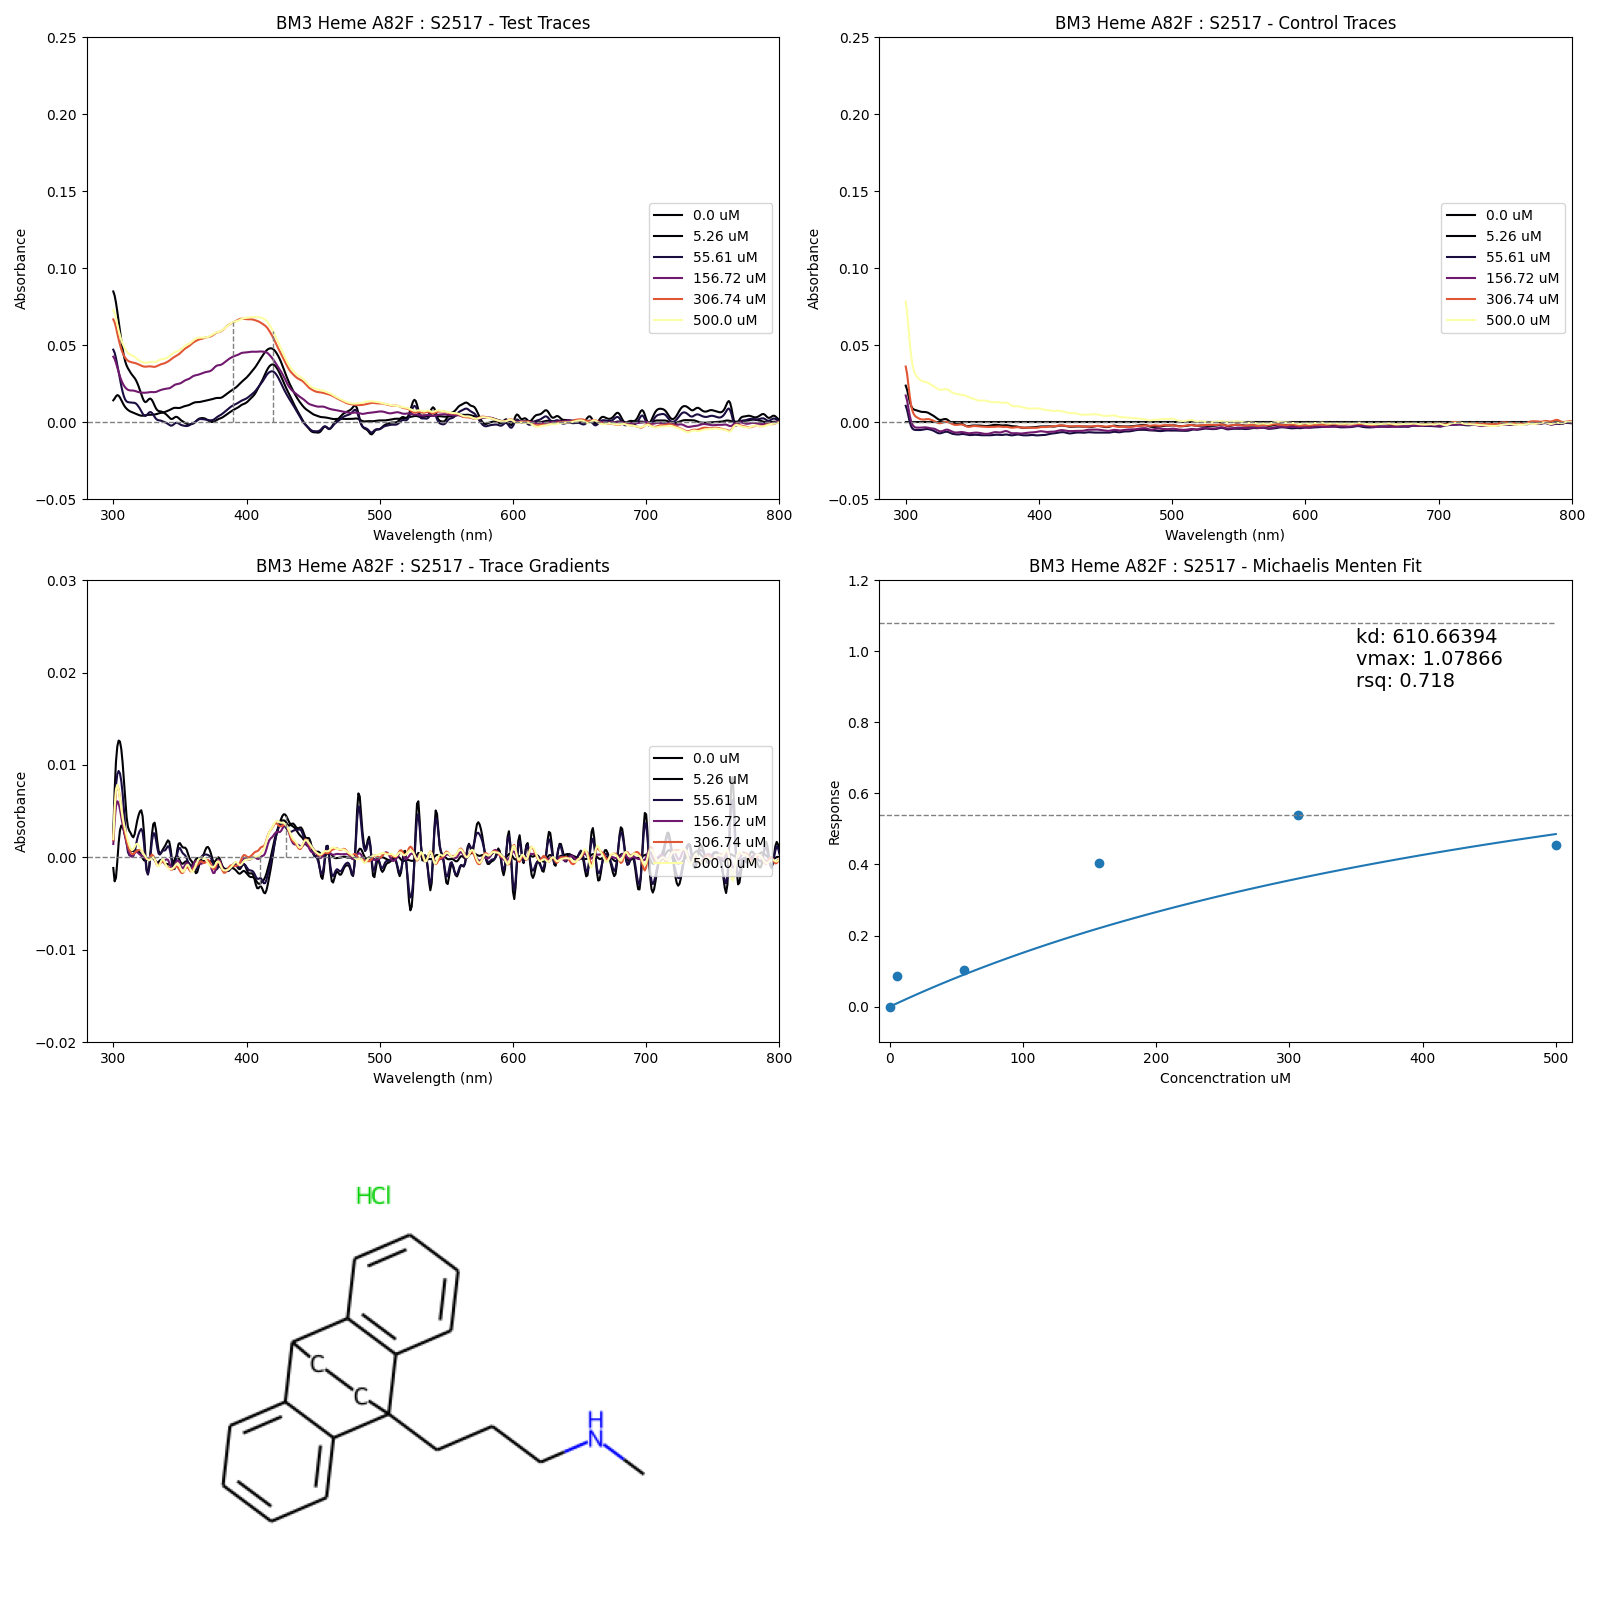 BM3 Heme A82F : S2517 - Test Traces
0.25
0.20
0.15
0.10
0.05
0.00
−0.05
Absorbance
300
400
500
600
700
800
Wavelength (nm)
0.0 uM
5.26 uM
55.61 uM
156.72 uM
306.74 uM
500.0 uM
BM3 Heme A82F : S2517 - Control Traces
0.25
0.20
0.15
0.10
0.05
0.00
−0.05
Absorbance
300
400
500
600
700
800
Wavelength (nm)
0.0 uM
5.26 uM
55.61 uM
156.72 uM
306.74 uM
500.0 uM
BM3 Heme A82F : S2517 - Trace Gradients
0.03
0.02
0.01
0.00
−0.01
−0.02
Absorbance
300
400
500
600
700
800
Wavelength (nm)
0.0 uM
5.26 uM
55.61 uM
156.72 uM
306.74 uM
500.0 uM
BM3 Heme A82F : S2517 - Michaelis Menten Fit
1.2
1.0
0.8
0.6
0.4
0.2
0.0
Response
0
100
200
300
400
500
Concenctration uM
kd: 610.66394
vmax: 1.07866
rsq: 0.718
HCl
C
C
H
N